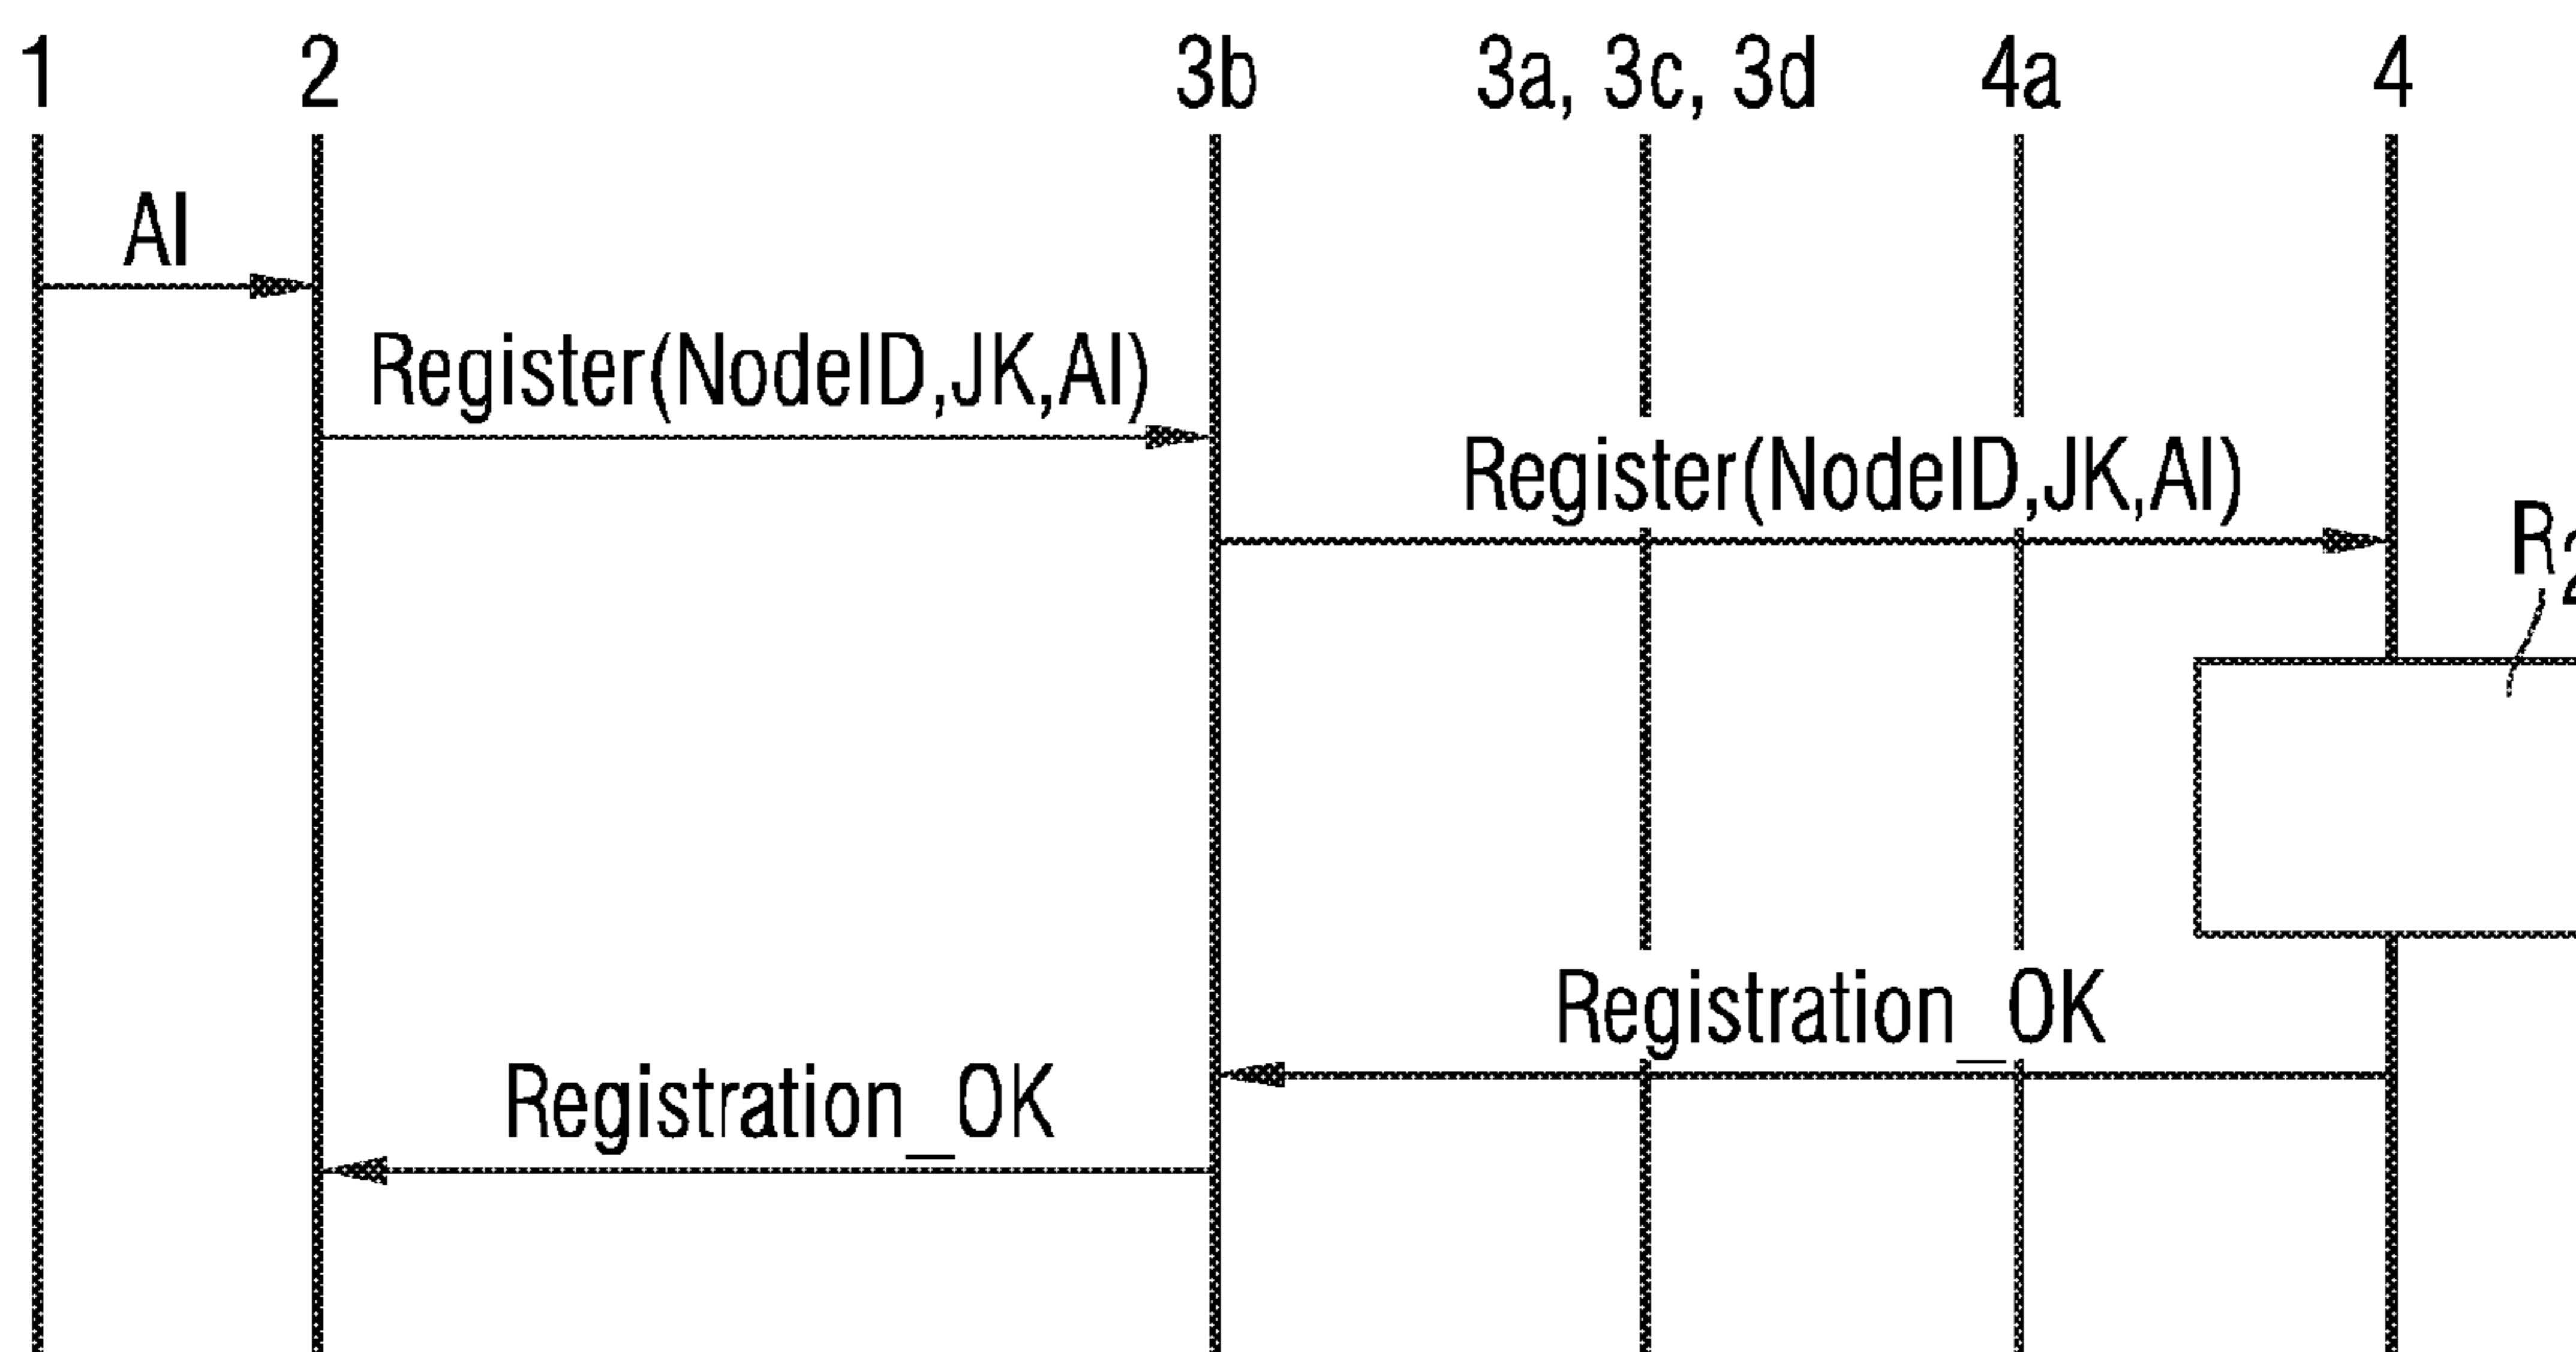 1 2 3b 3a, 3c, 3d 4a 4
AI
Register(NodeID,JK,AI)
Register(NodeID,JK,AI)
R2
Registration_OK
Registration_OK